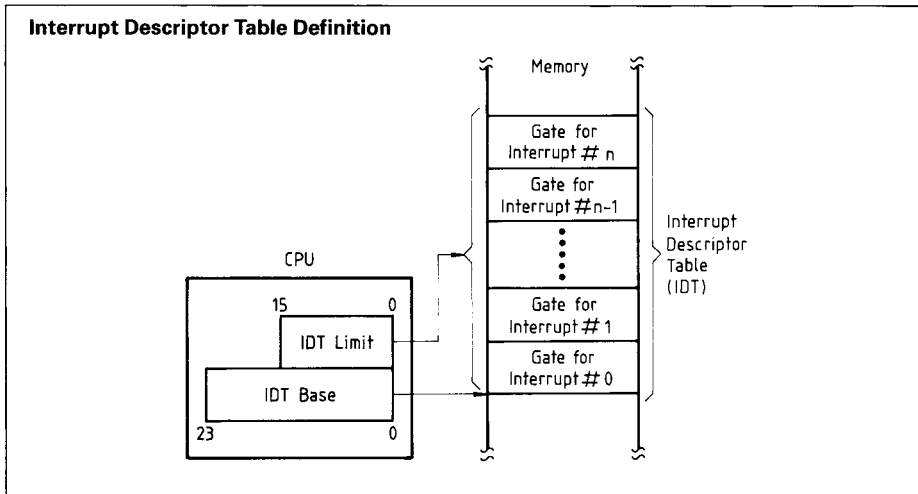 Interrupt Descriptor Table Definition
Memory
Gate for
Interrupt # n
Gate for
Interrupt #n-1
Interrupt
Descriptor
Table
(IDT)
CPU
15 0
IDT Limit
Gate for
Interrupt # 1
IDT Base
Gate for
Interrupt # 0
23 0